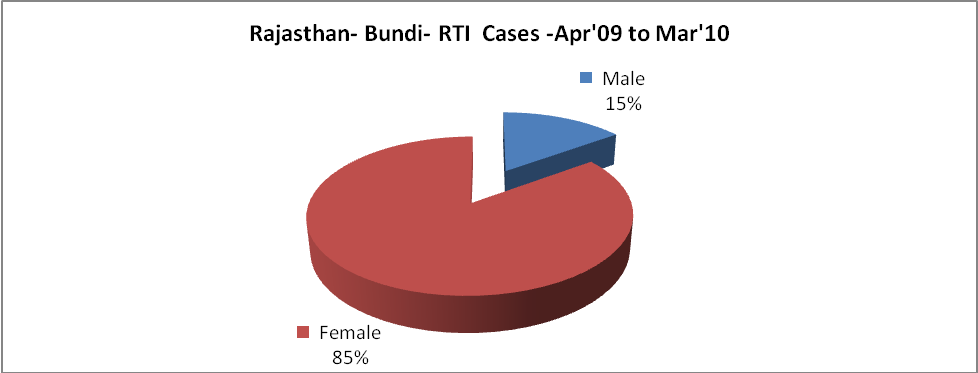 Rajasthan- Bundi- RTI  Cases -Apr'09 to Mar'10
Male
15%
Female
85%